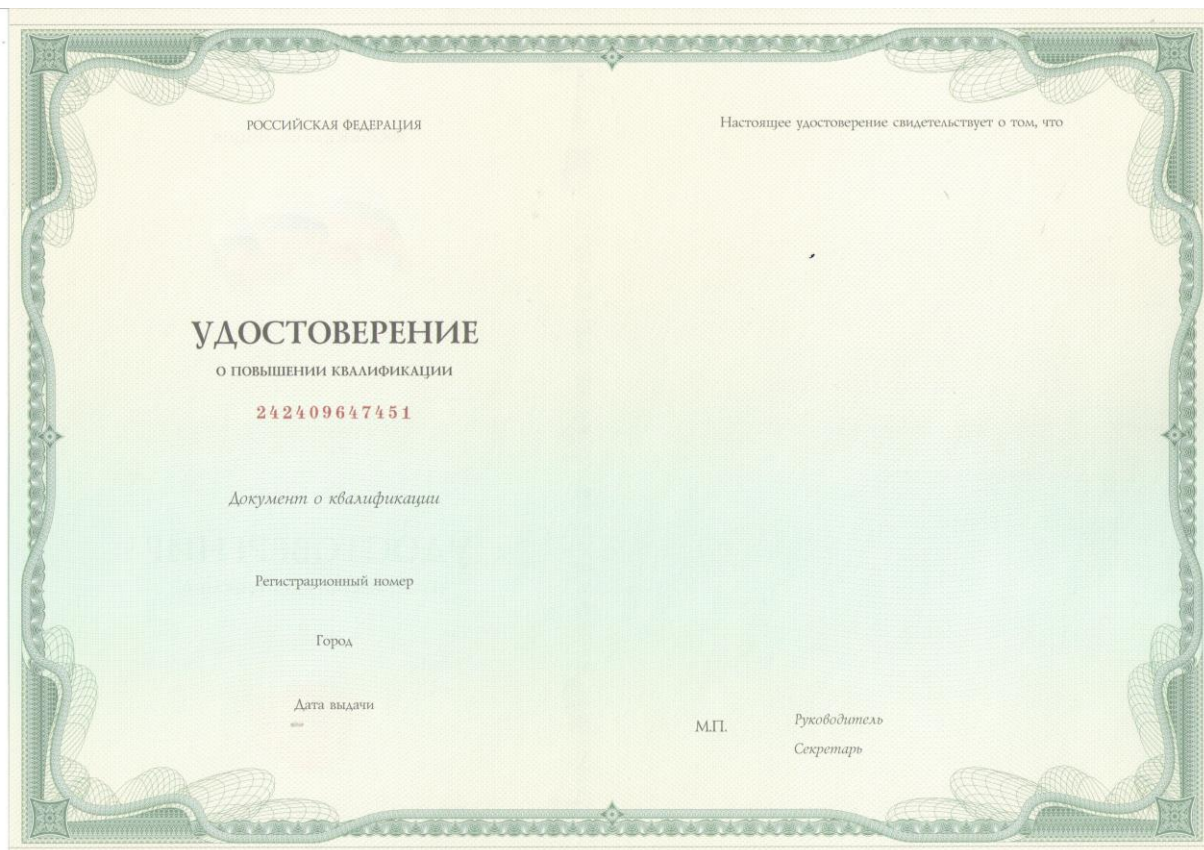 РОССИЙСКАЯ ФЕДЕРАЦИЯ
УДОСТОВЕРЕНИЕ
О ПОВЫШЕНИИ КВАЛИФИКАЦИИ
242409647451
Документ о квалификации
Регистрационный номер
Город
Дата выдачи
Настоящее удостоверение свидетельствует о том, что
М.П.
Руководитель
Секретарь